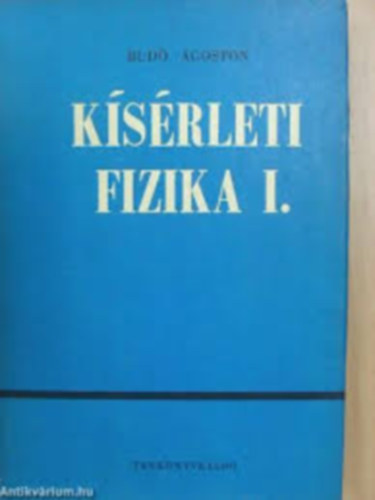 BUDÓ ÁGOSTON
KÍSÉRLETI
FIZIKA I.
TANKÖNYVKIADÓ
Antikvárium.hu